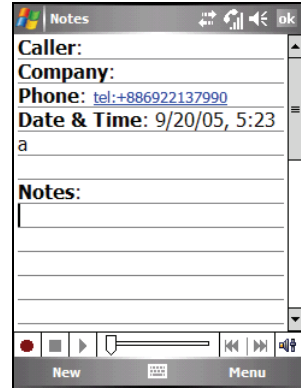 Notes
ok
Caller:
Company:
Phone: tel:+886922137990
Date & Time: 9/20/05, 5:23
a
Notes:
New
Menu